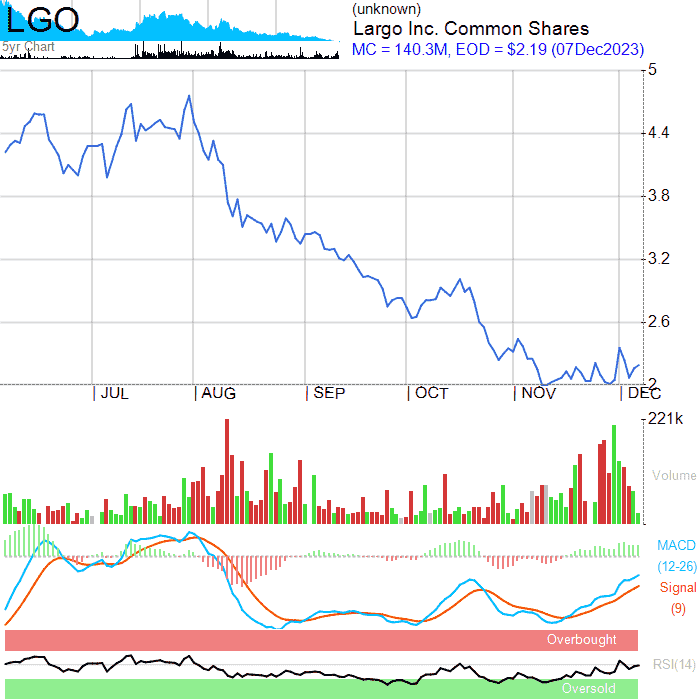 LGO
5yr Chart
(unknown)
Largo Inc. Common Shares
MC = 140.3M, EOD = $2.19 (07Dec2023)
5
4.4
3.8
3.2
2.6
2
JUL AUG SEP OCT NOV DEC
221k
Volume
MACD
(12-26)
Signal
(9)
Overbought
RSI(14)
Oversold